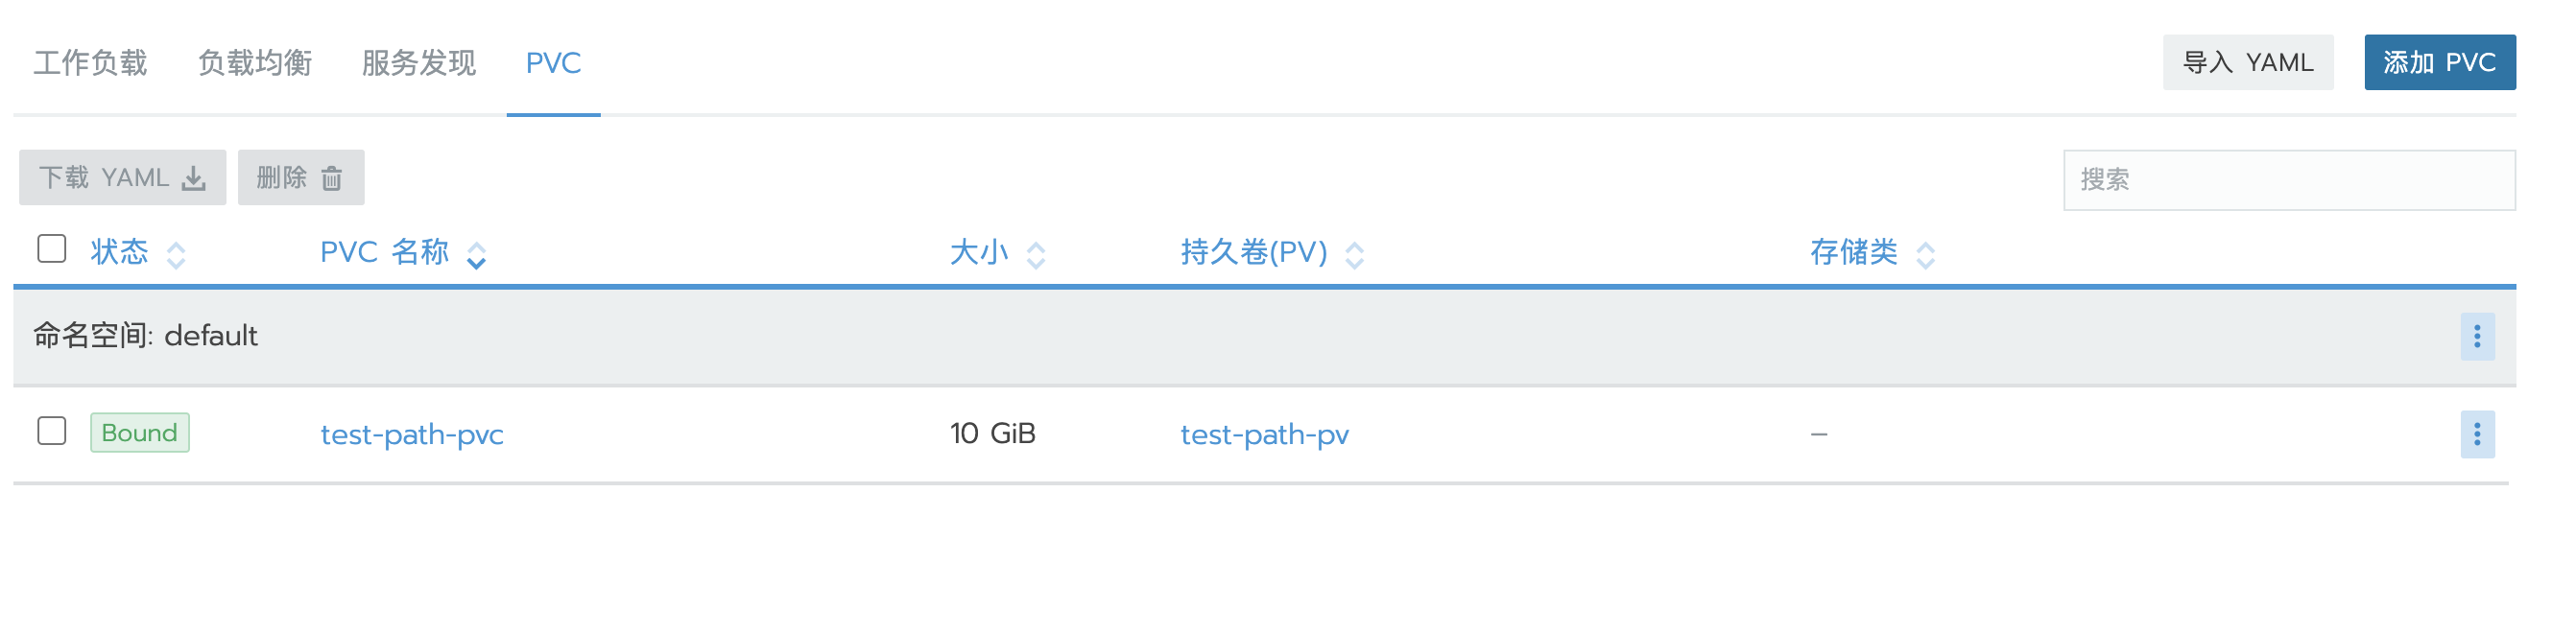 工作负载 负载均衡 服务发现 PVC 导入 YAML 添加 PVC
下载 YAML 删除 搜索
状态 PVC 名称 大小 持久卷(PV) 存储类
命名空间: default
Bound test-path-pvc 10 GiB test-path-pv –